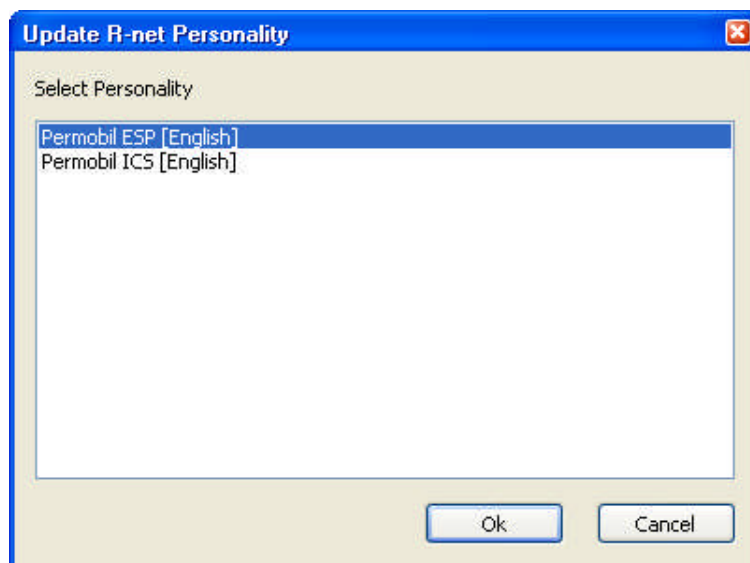 Update R-net Personality
Select Personality
Permobil ESP [English]
Permobil ICS [English]
Ok
Cancel